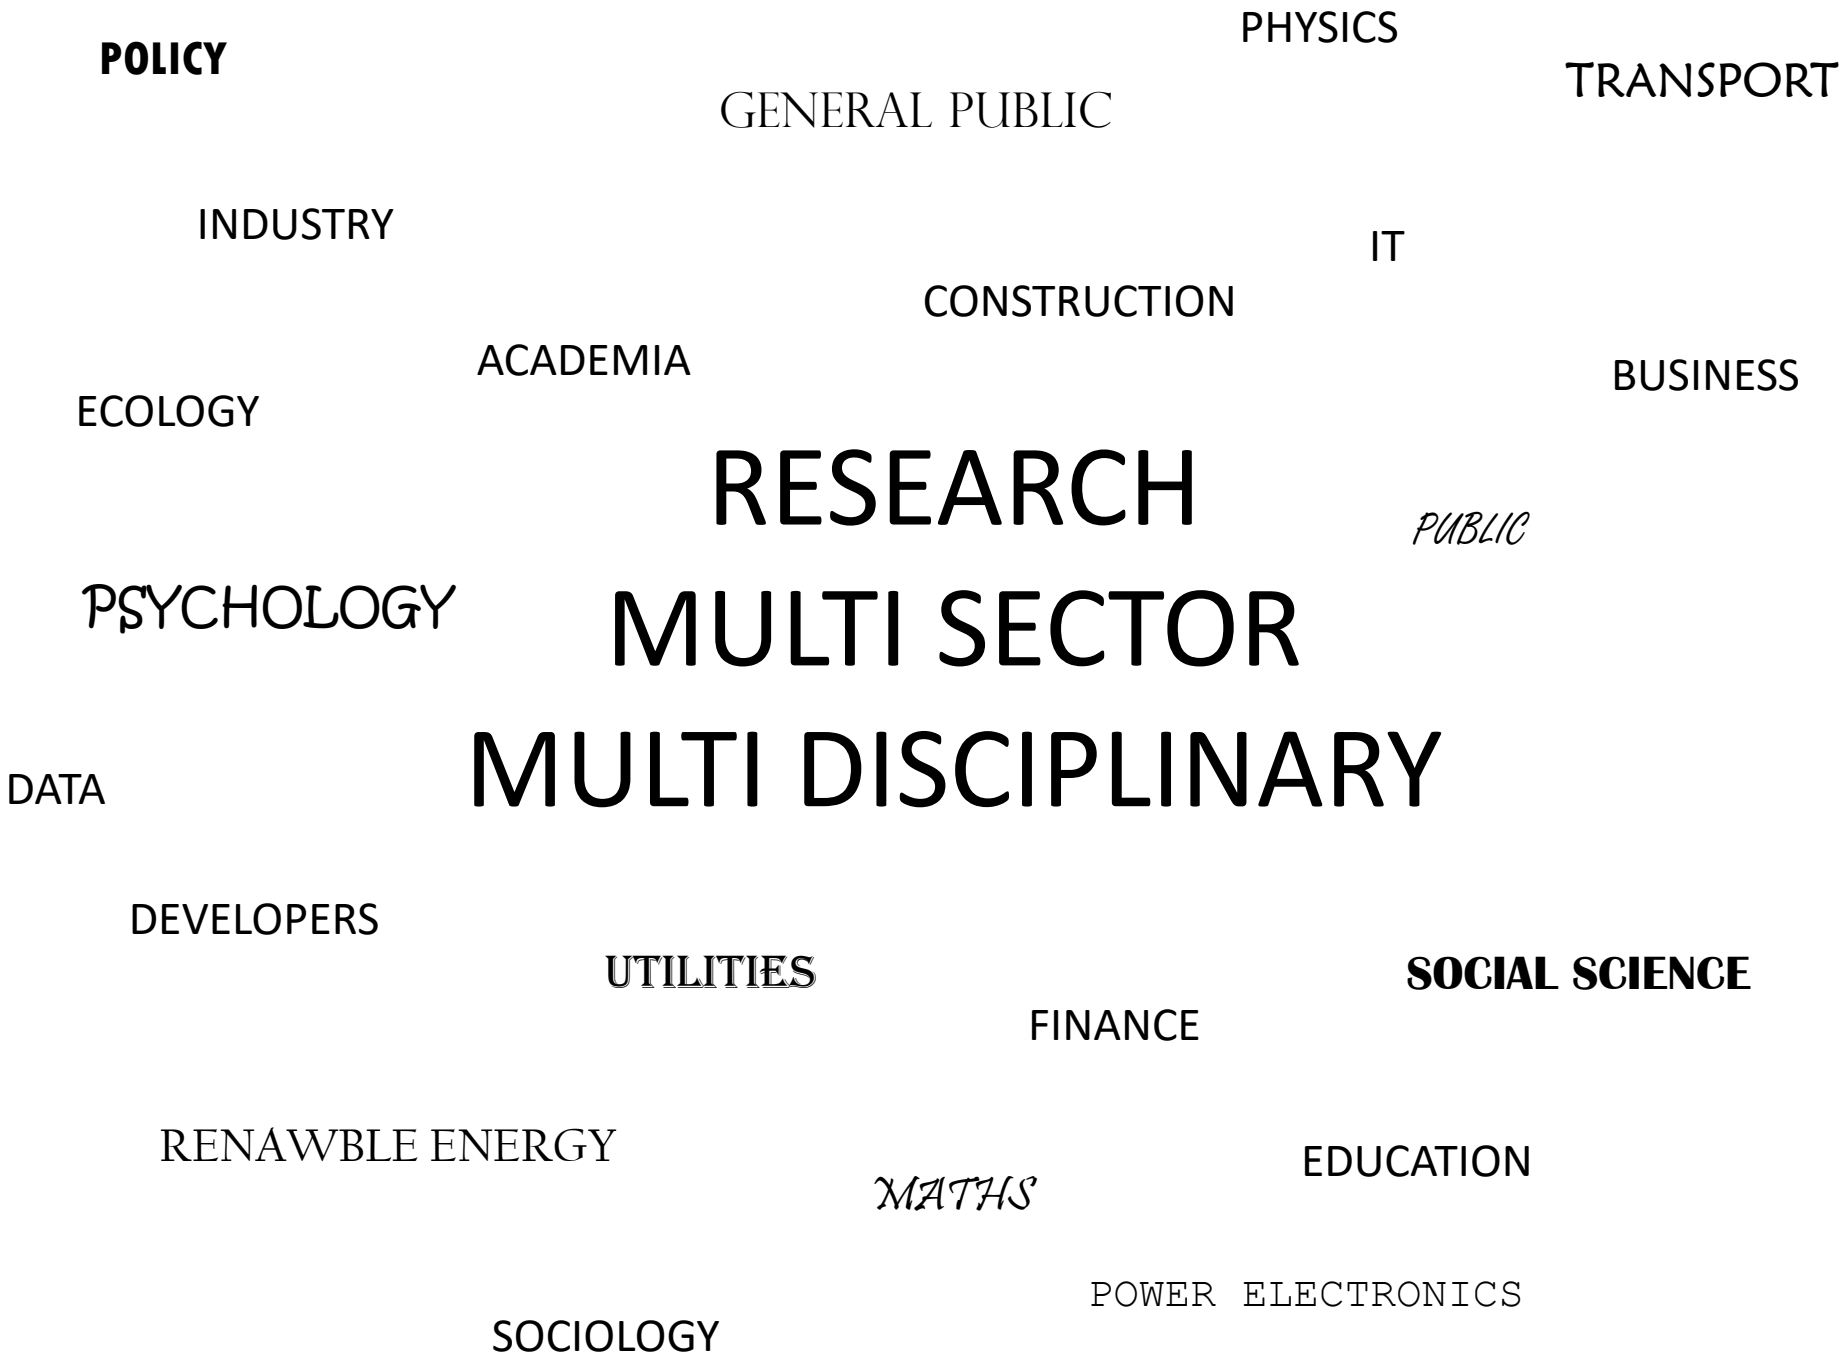 PHYSICS
POLICY
TRANSPORT
GENERAL PUBLIC
INDUSTRY
IT
CONSTRUCTION
ACADEMIA
BUSINESS
ECOLOGY
RESEARCH
PUBLIC
PSYCHOLOGY
MULTI SECTOR
MULTI DISCIPLINARY
DATA
DEVELOPERS
UTILITIES
SOCIAL SCIENCE
FINANCE
RENAWBLE ENERGY
EDUCATION
MATHS
POWER ELECTRONICS
SOCIOLOGY